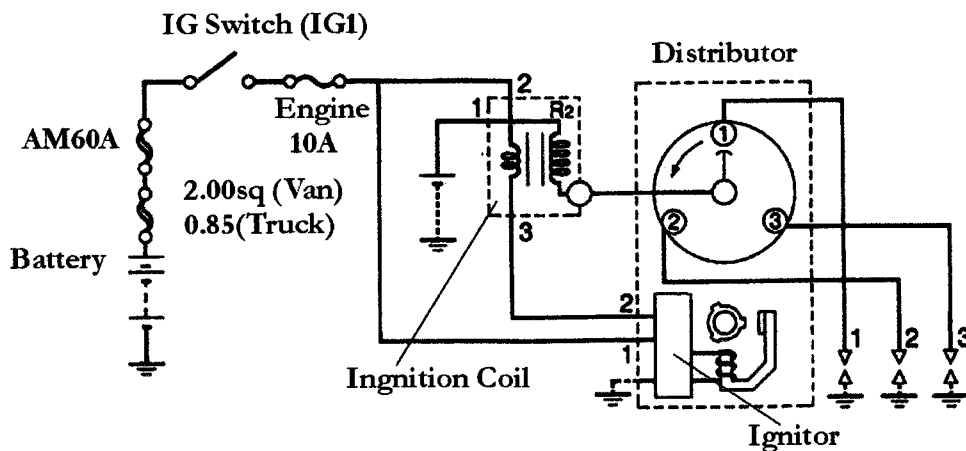 IG Switch (IG1)
Distributor
Engine
10A
AM60A
2.00sq (Van)
0.85(Truck)
Battery
2
1
R2
3
1
2
3
2
1
1
2
3
Ingnition Coil
Ignitor